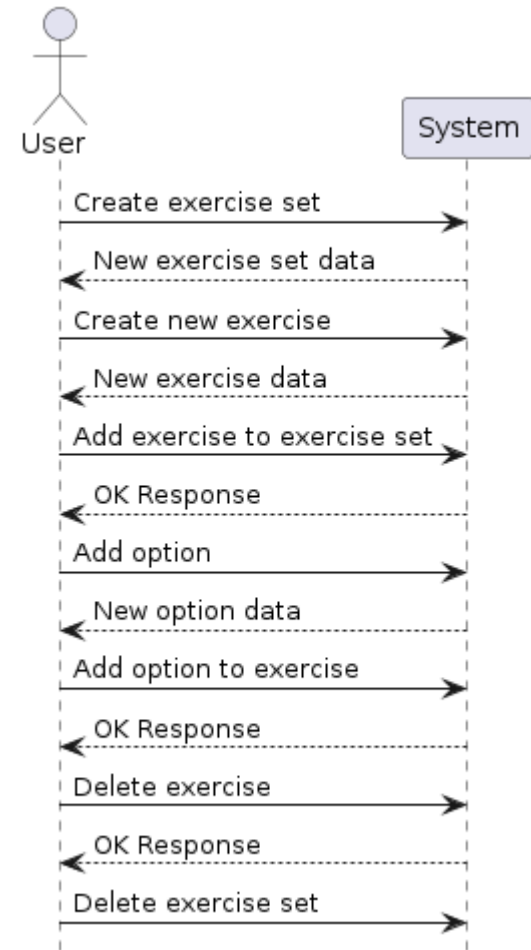 User
System
Create exercise set
New exercise set data
Create new exercise
New exercise data
Add exercise to exercise set
OK Response
Add option
New option data
Add option to exercise
OK Response
Delete exercise
OK Response
Delete exercise set